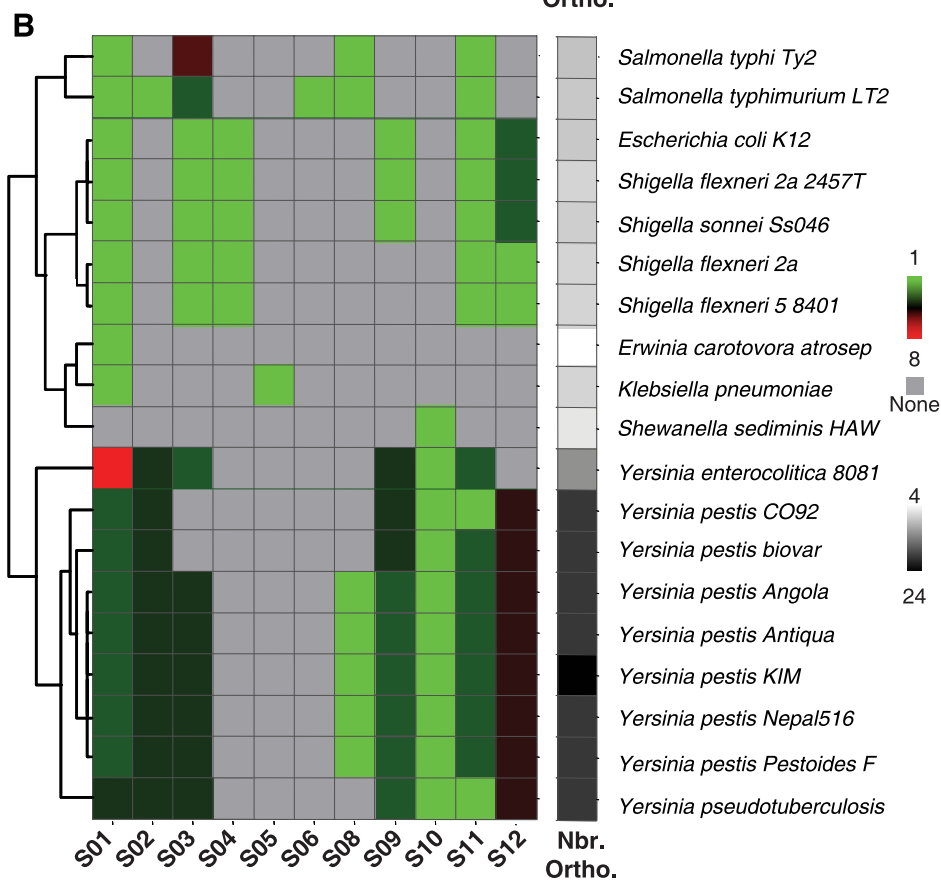 Ortho.
B
Salmonella typhi Ty2
Salmonella typhimurium LT2
Escherichia coli K12
Shigella flexneri 2a 2457T
Shigella sonnei Ss046
Shigella flexneri 2a
Shigella flexneri 5 8401
Erwinia carotovora atrosep
Klebsiella pneumoniae
Shewanella sediminis HAW
Yersinia enterocolitica 8081
Yersinia pestis CO92
Yersinia pestis biovar
Yersinia pestis Angola
Yersinia pestis Antiqua
Yersinia pestis KIM
Yersinia pestis Nepal516
Yersinia pestis Pestoides F
Yersinia pseudotuberculosis
1
8
None
4
24
S01 S02 S03 S04 S05 S06 S08 S09 S10 S11 S12
Nbr.
Ortho.